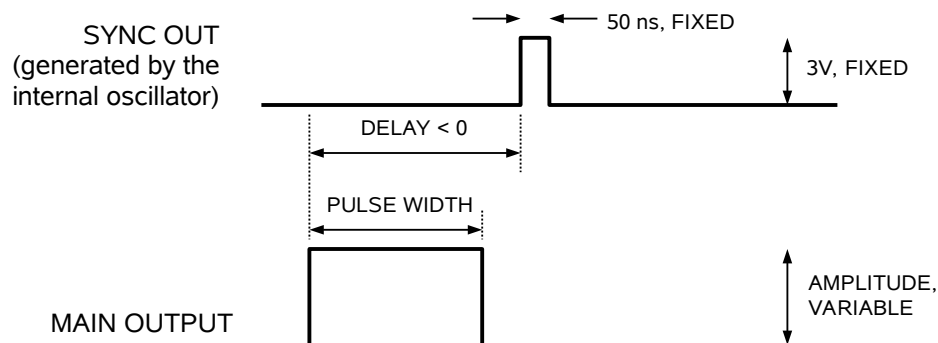 SYNC OUT
(generated by the
internal oscillator)
50 ns, FIXED
3V, FIXED
DELAY < 0
PULSE WIDTH
MAIN OUTPUT
AMPLITUDE,
VARIABLE